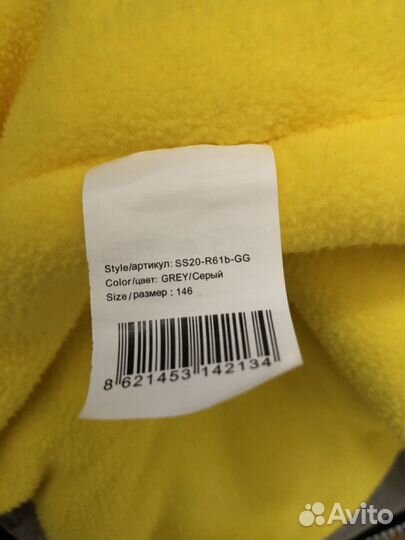 Style/артикул: SS20-R61b-GG
Color/цвет: GREY/Серый
Size/размер : 146
8 621453 142134
Avito